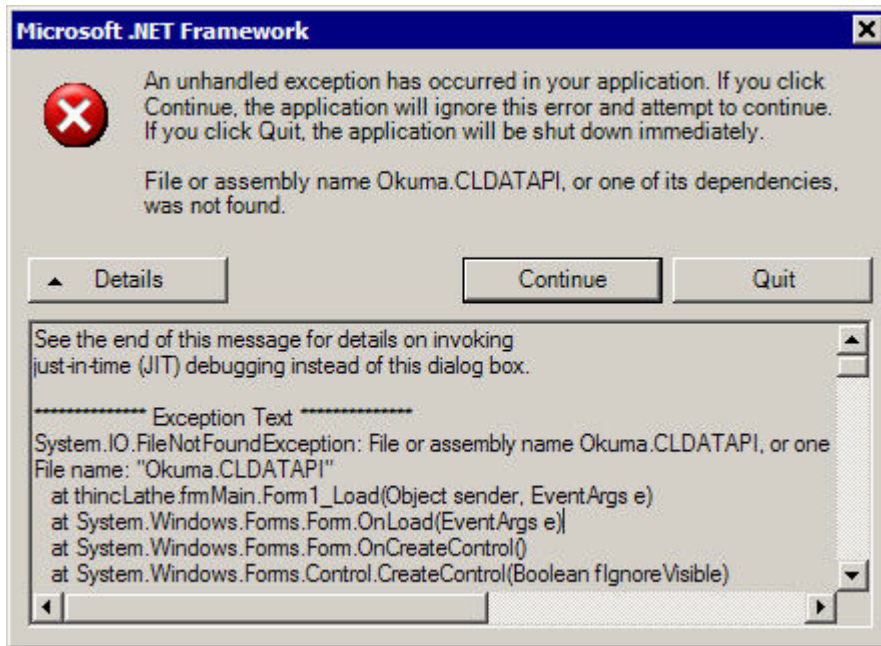 Microsoft .NET Framework
An unhandled exception has occurred in your application. If you click
Continue, the application will ignore this error and attempt to continue.
If you click Quit, the application will be shut down immediately.
File or assembly name Okuma.CLDATAPI, or one of its dependencies,
was not found.
Details
Continue
Quit
See the end of this message for details on invoking
just-in-time (JIT) debugging instead of this dialog box.
************** Exception Text **************
System.IO.FileNotFoundException: File or assembly name Okuma.CLDATAPI, or one
File name: "Okuma.CLDATAPI"
at thincLathe.frmMain.Form1_Load(Object sender, EventArgs e)
at System.Windows.Forms.Form.OnLoad(EventArgs e)
at System.Windows.Forms.Form.OnCreateControl()
at System.Windows.Forms.Control.CreateControl(Boolean fIgnoreVisible)